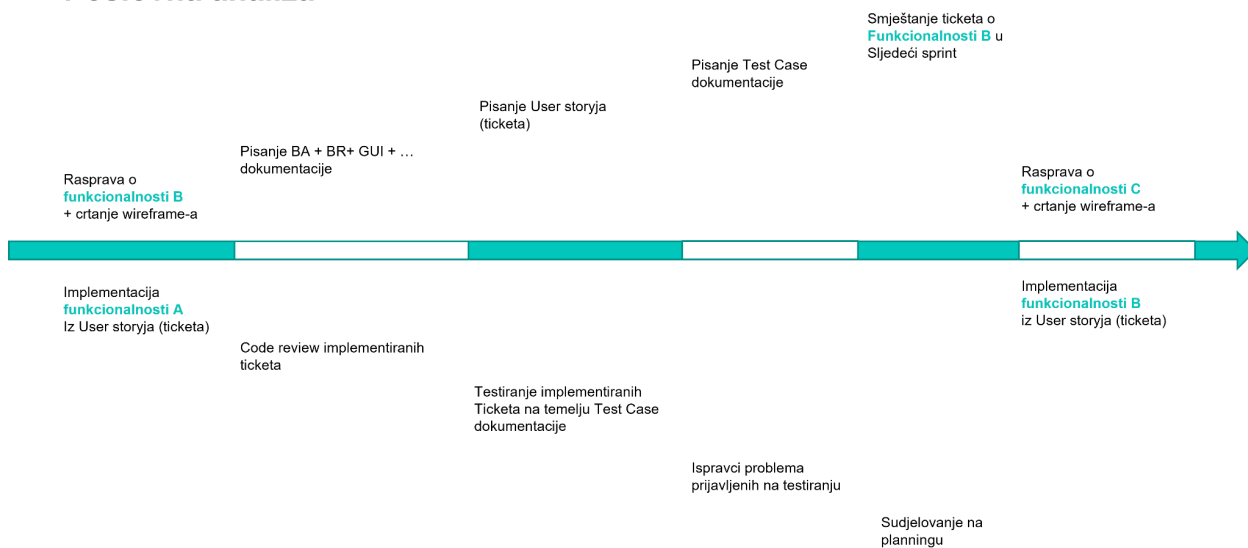 Smještanje ticketa o
Funkcionalnosti B u
Sljedeći sprint
Pisanje Test Case
dokumentacije
Pisanje User storyja
(ticketa)
Pisanje BA + BR+ GUI + …
dokumentacije
Rasprava o
funkcionalnosti B
+ crtanje wireframe-a
Rasprava o
funkcionalnosti C
+ crtanje wireframe-a
Implementacija
funkcionalnosti A
Iz User storyja (ticketa)
Implementacija
funkcionalnosti B
iz User storyja (ticketa)
Code review implementiranih
ticketa
Testiranje implementiranih
Ticketa na temelju Test Case
dokumentacije
Ispravci problema
prijavljenih na testiranju
Sudjelovanje na
planningu